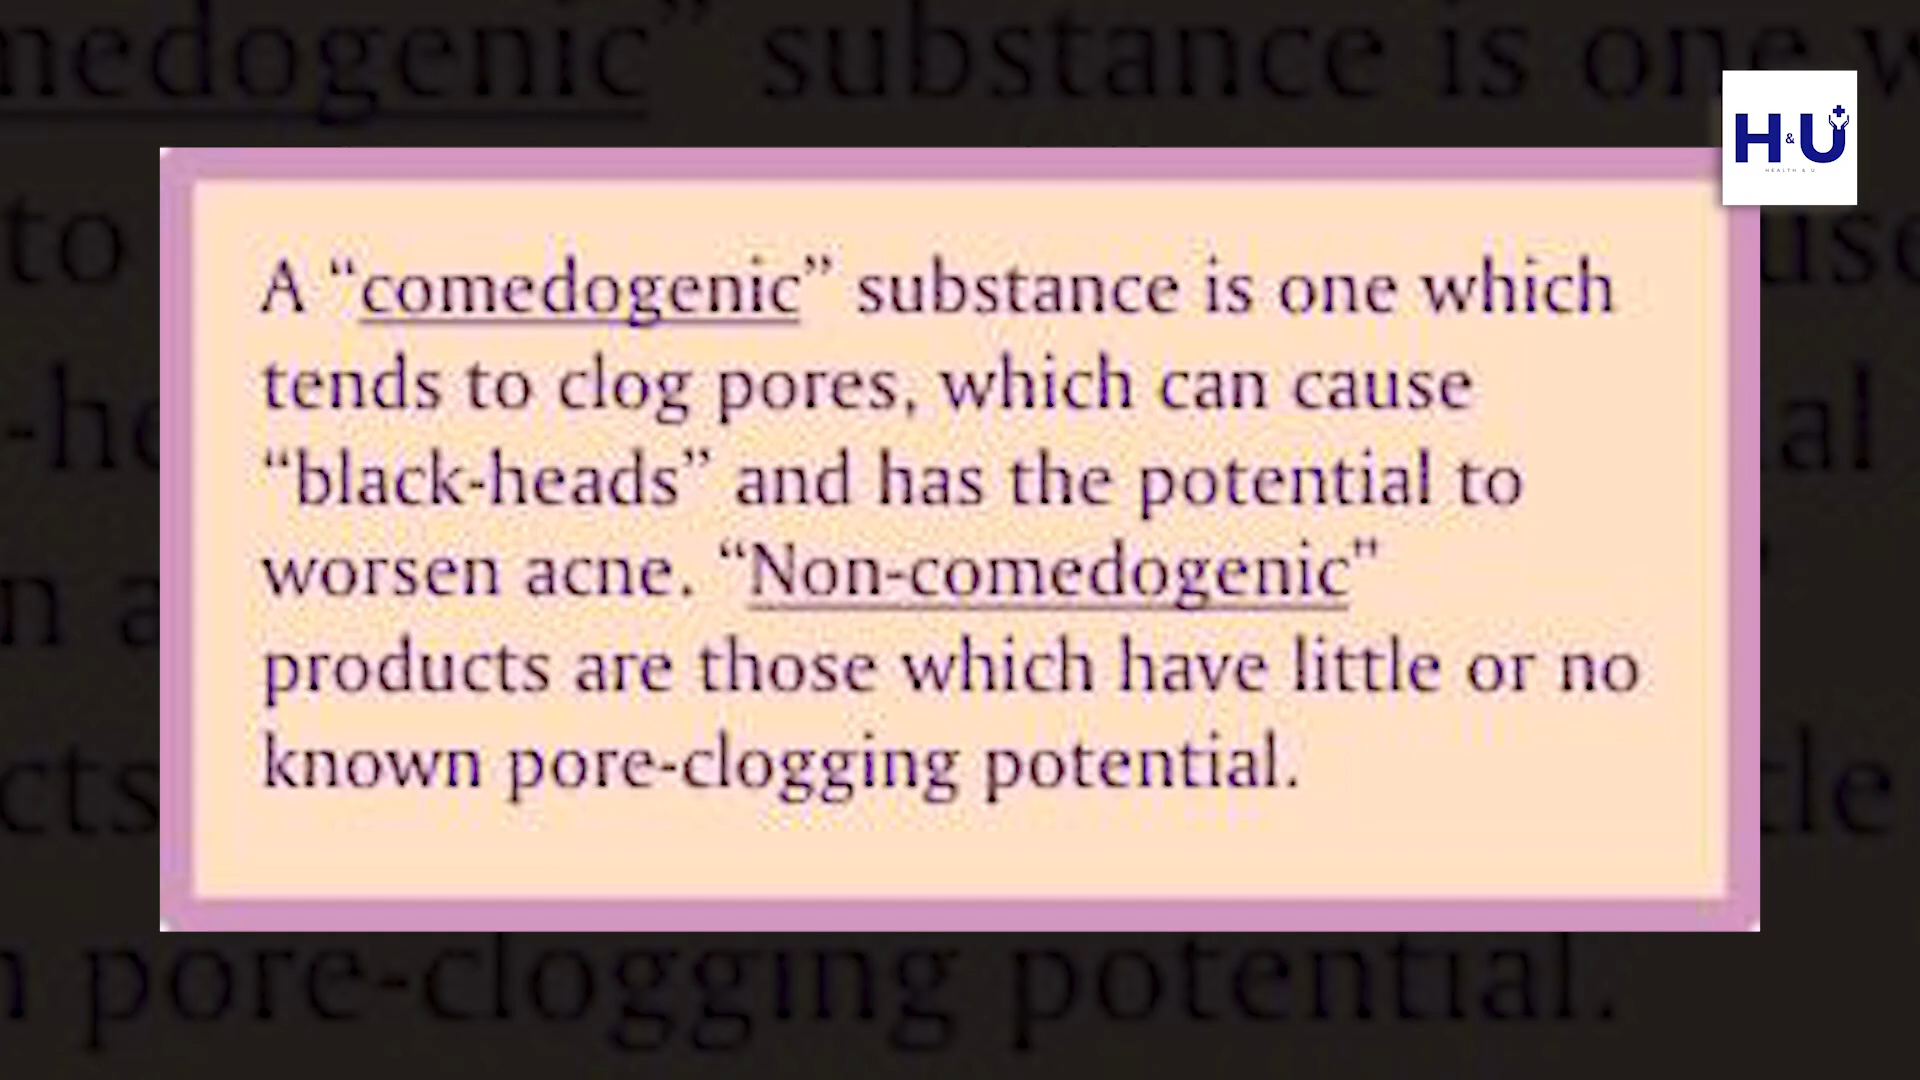 A “comedogenic” substance is one which
tends to clog pores, which can cause
“black-heads” and has the potential to
worsen acne. “Non-comedogenic"
products are those which have little or no
known pore-clogging potential.
H&U
HEALTH & U